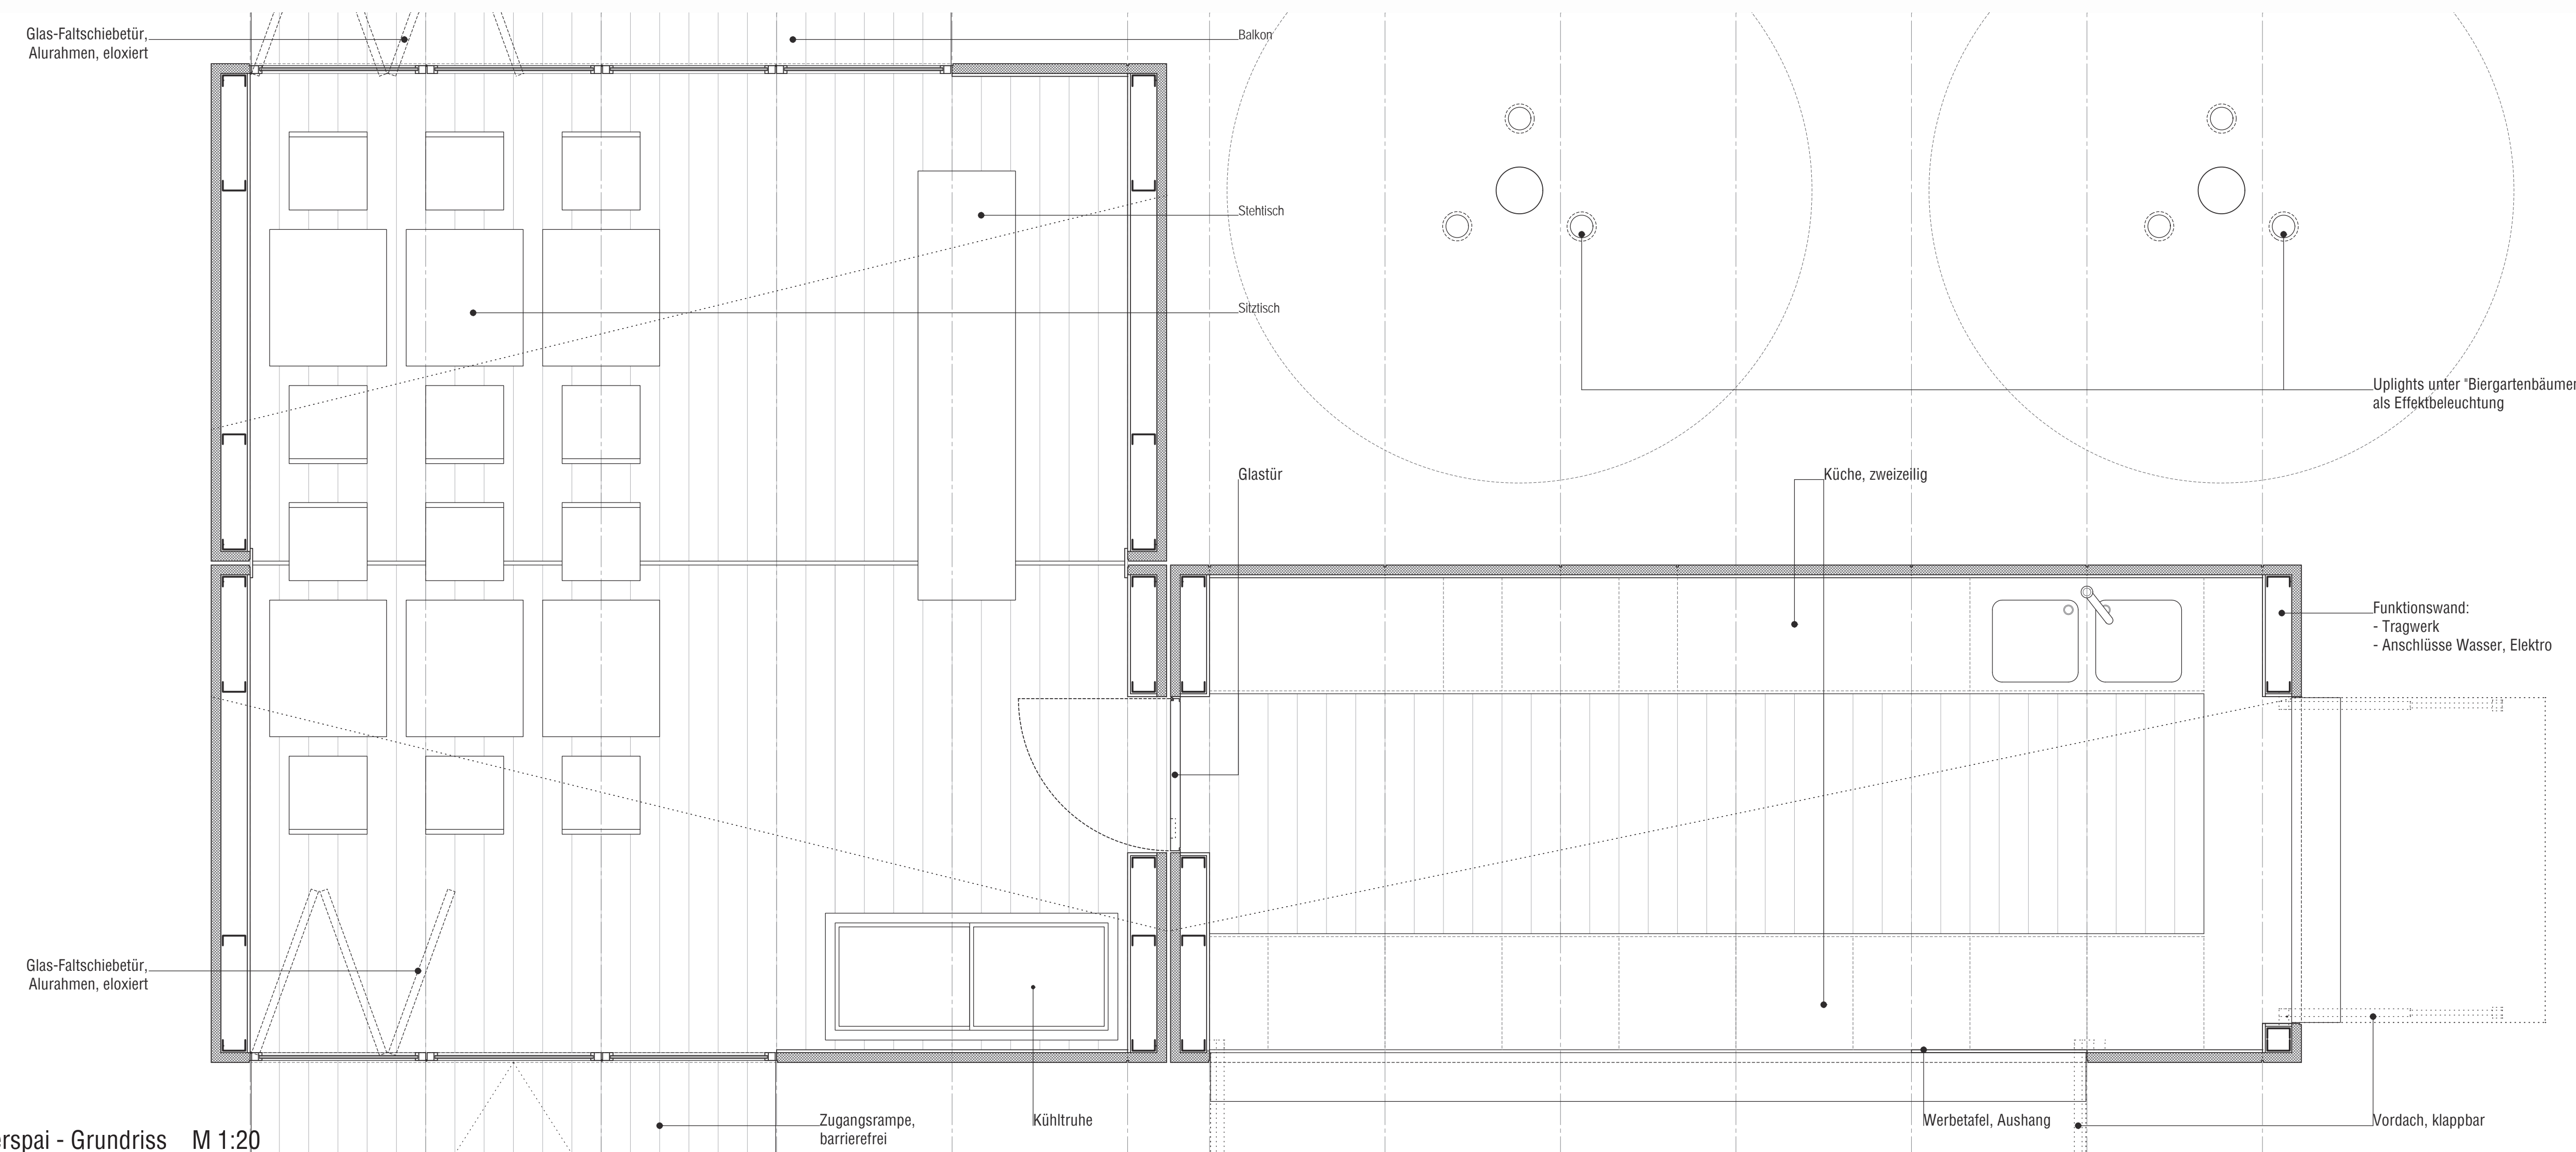 Glas-Faltschiebetür,
Alurahmen, eloxiert
Balkon
Stehtisch
Sitztisch
Uplights unter "Biergartenbäumen
als Effektbeleuchtung
Glastür
Küche, zweizeilig
Funktionswand:
- Tragwerk
- Anschlüsse Wasser, Elektro
Glas-Faltschiebetür,
Alurahmen, eloxiert
Zugangsrampe,
barrierefrei
Kühltruhe
Werbetafel, Aushang
Vordach, klappbar
erspai - Grundriss M 1:20